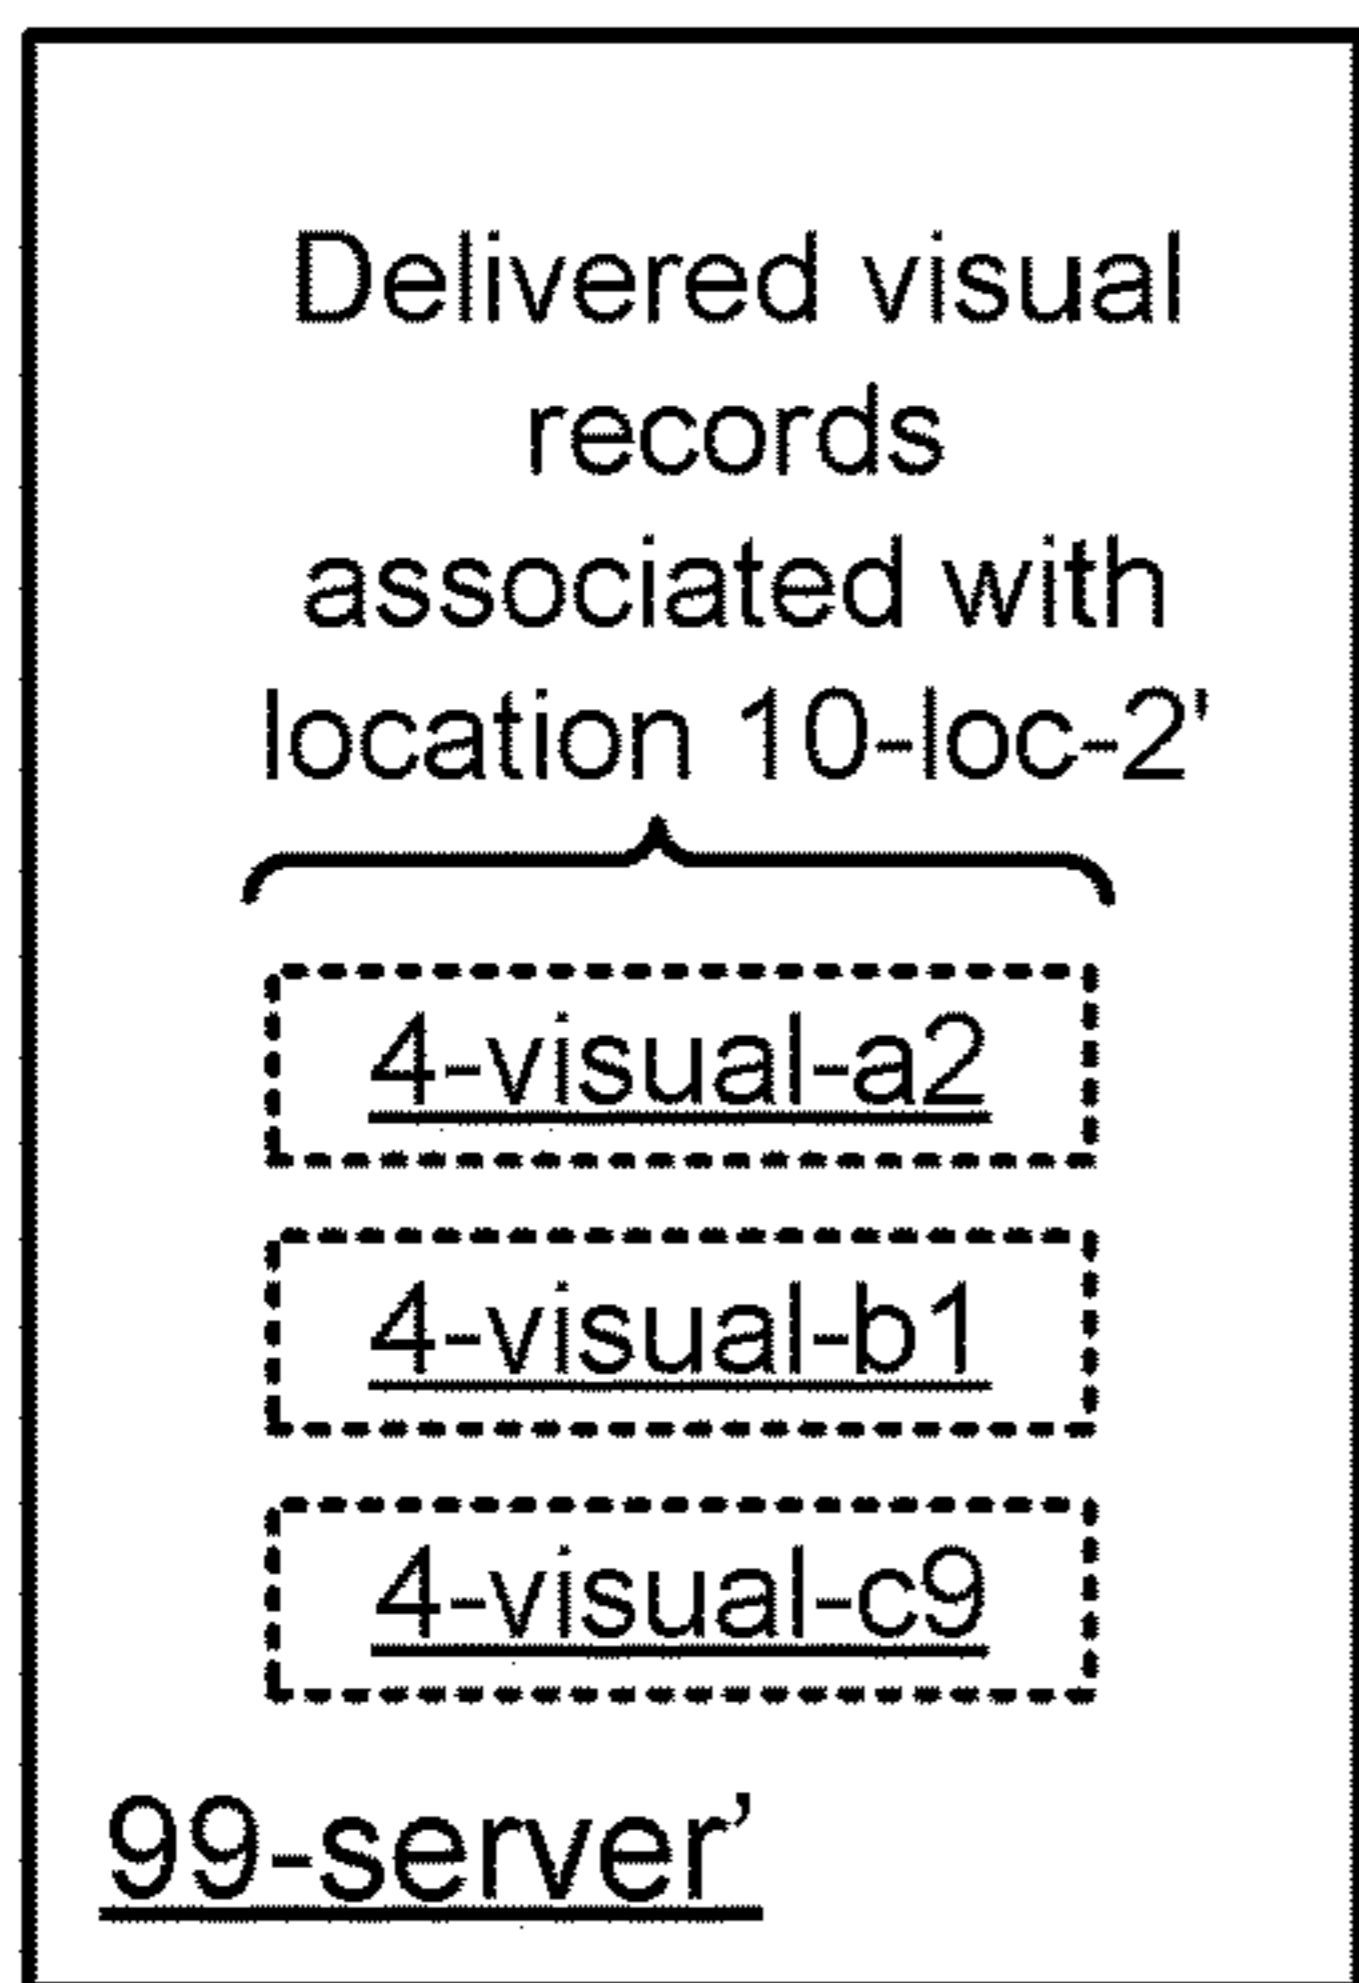 Delivered visual
records
associated with
location 10-loc-2'
4-visual-a2
4-visual-b1
4-visual-c9
99-server’